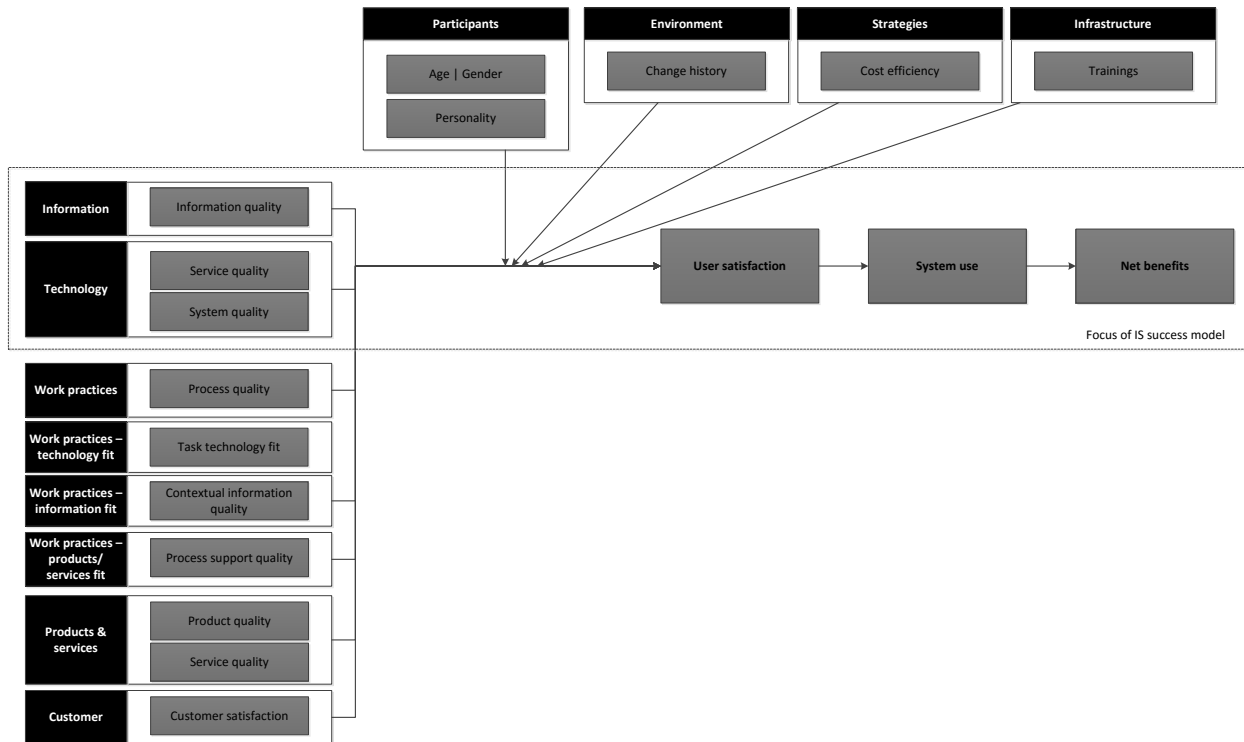 Participants
Age | Gender
Personality
Environment
Change history
Strategies
Cost efficiency
Infrastructure
Trainings
Information
Information quality
Technology
Service quality
System quality
User satisfaction
System use
Net benefits
Focus of IS success model
Work practices
Process quality
Work practices –
technology fit
Task technology fit
Work practices –
information fit
Contextual information
quality
Work practices –
products/
services fit
Process support quality
Products &
services
Product quality
Service quality
Customer
Customer satisfaction